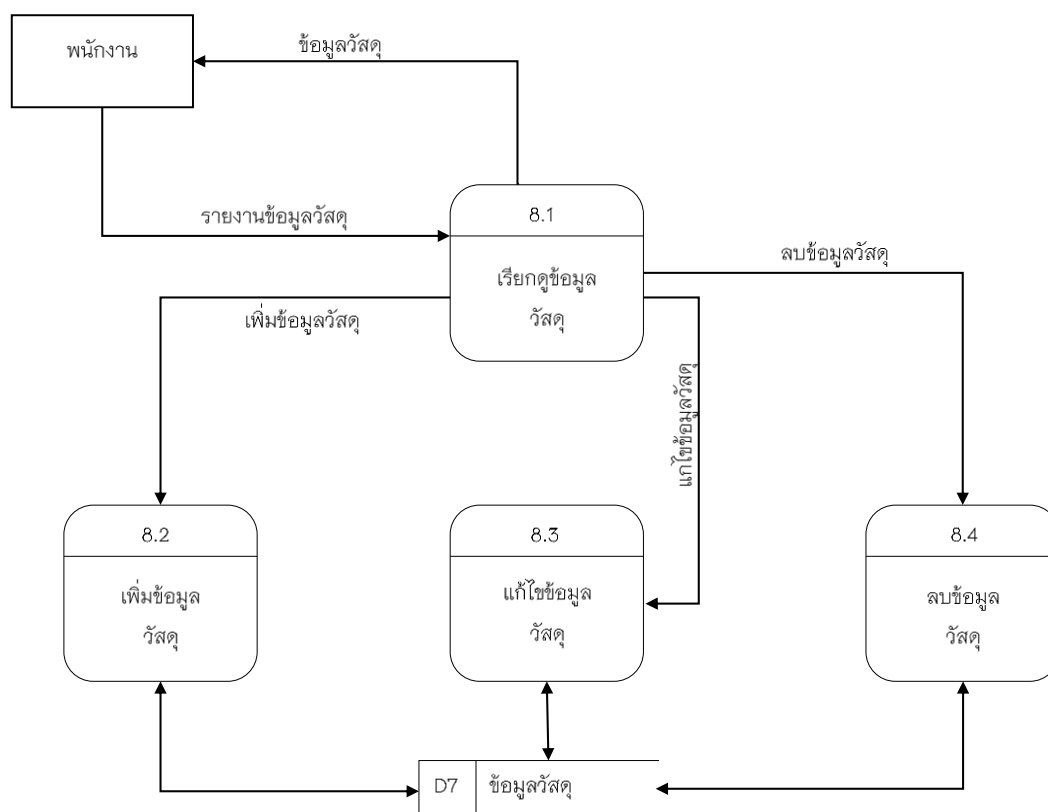 พนักงาน
ข้อมูลวัสดุ
รายงานข้อมูลวัสดุ
8.1
เรียกดูข้อมูล
วัสดุ
ลบข้อมูลวัสดุ
เพิ่มข้อมูลวัสดุ
แก้ไขข้อมูลวัสดุ
8.2
เพิ่มข้อมูล
วัสดุ
8.3
แก้ไขข้อมูล
วัสดุ
8.4
ลบข้อมูล
วัสดุ
D7
ข้อมูลวัสดุ